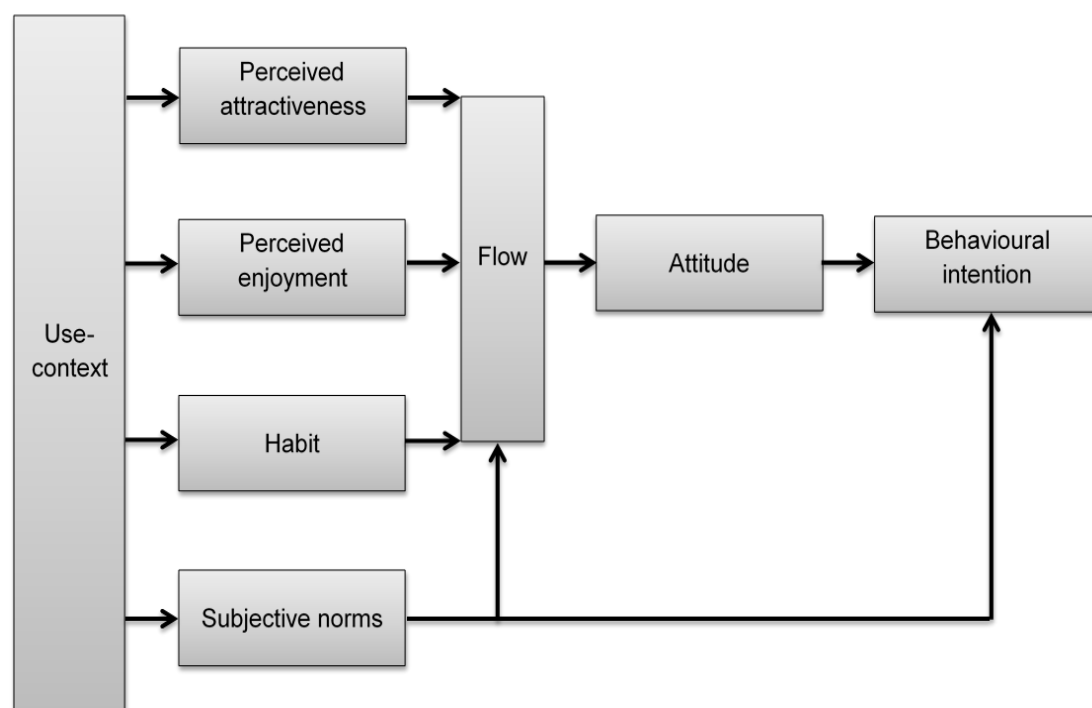 Perceived
attractiveness
Perceived
enjoyment
Flow
Attitude
Behavioural
intention
Use-
context
Habit
Subjective norms